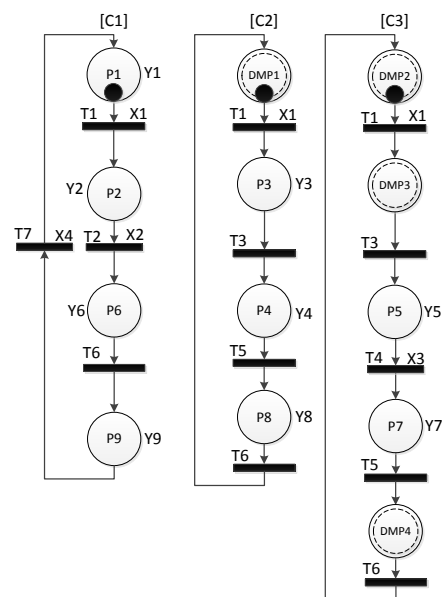 [C1] [C2] [C3]
P1 Y1 DMP1 DMP2
T1 X1 T1 X1 T1 X1
Y2 P2 P3 Y3 DMP3
T7 X4 T2 X2 T3 T3
Y6 P6 P4 Y4 P5 Y5
T6 T5 T4 X3
P9 Y9 P8 Y8 P7 Y7
T6 T5
DMP4
T6